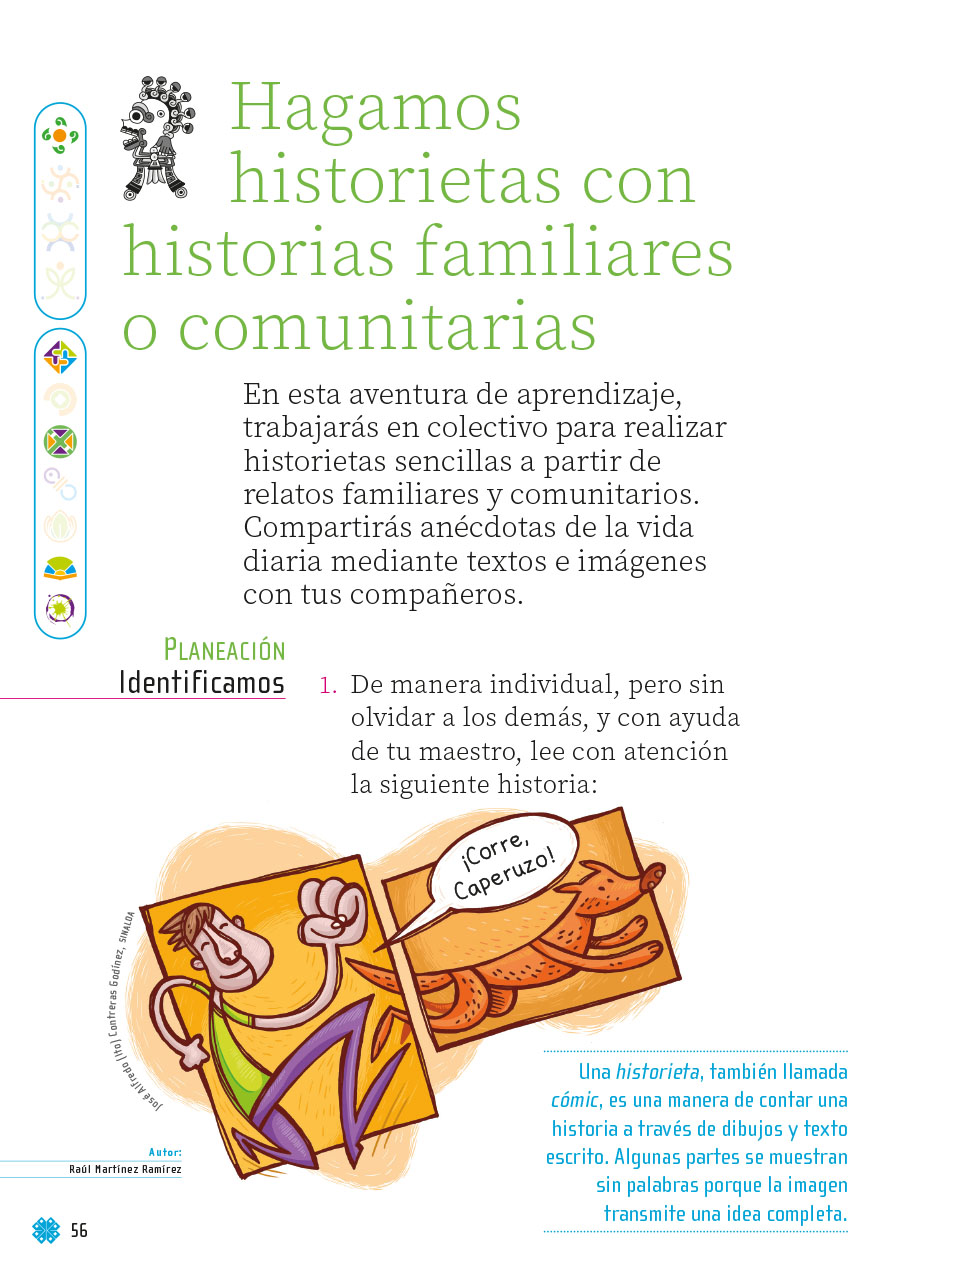 Hagamos
historietas con
historias familiares
o comunitarias
En esta aventura de aprendizaje,
trabajarás en colectivo para realizar
historietas sencillas a partir de
relatos familiares y comunitarios.
Compartirás anécdotas de la vida
diaria mediante textos e imágenes
con tus compañeros.
Planeación
Identificamos
1. De manera individual, pero sin
olvidar a los demás, y con ayuda
de tu maestro, lee con atención
la siguiente historia:
¡Corre,
Caperuzo!
José Alfredo (Ito) Contreras Godínez, SINALOA
Una historieta, también llamada
cómic, es una manera de contar una
historia a través de dibujos y texto
escrito. Algunas partes se muestran
sin palabras porque la imagen
transmite una idea completa.
Autor:
Raúl Martínez Ramírez
56